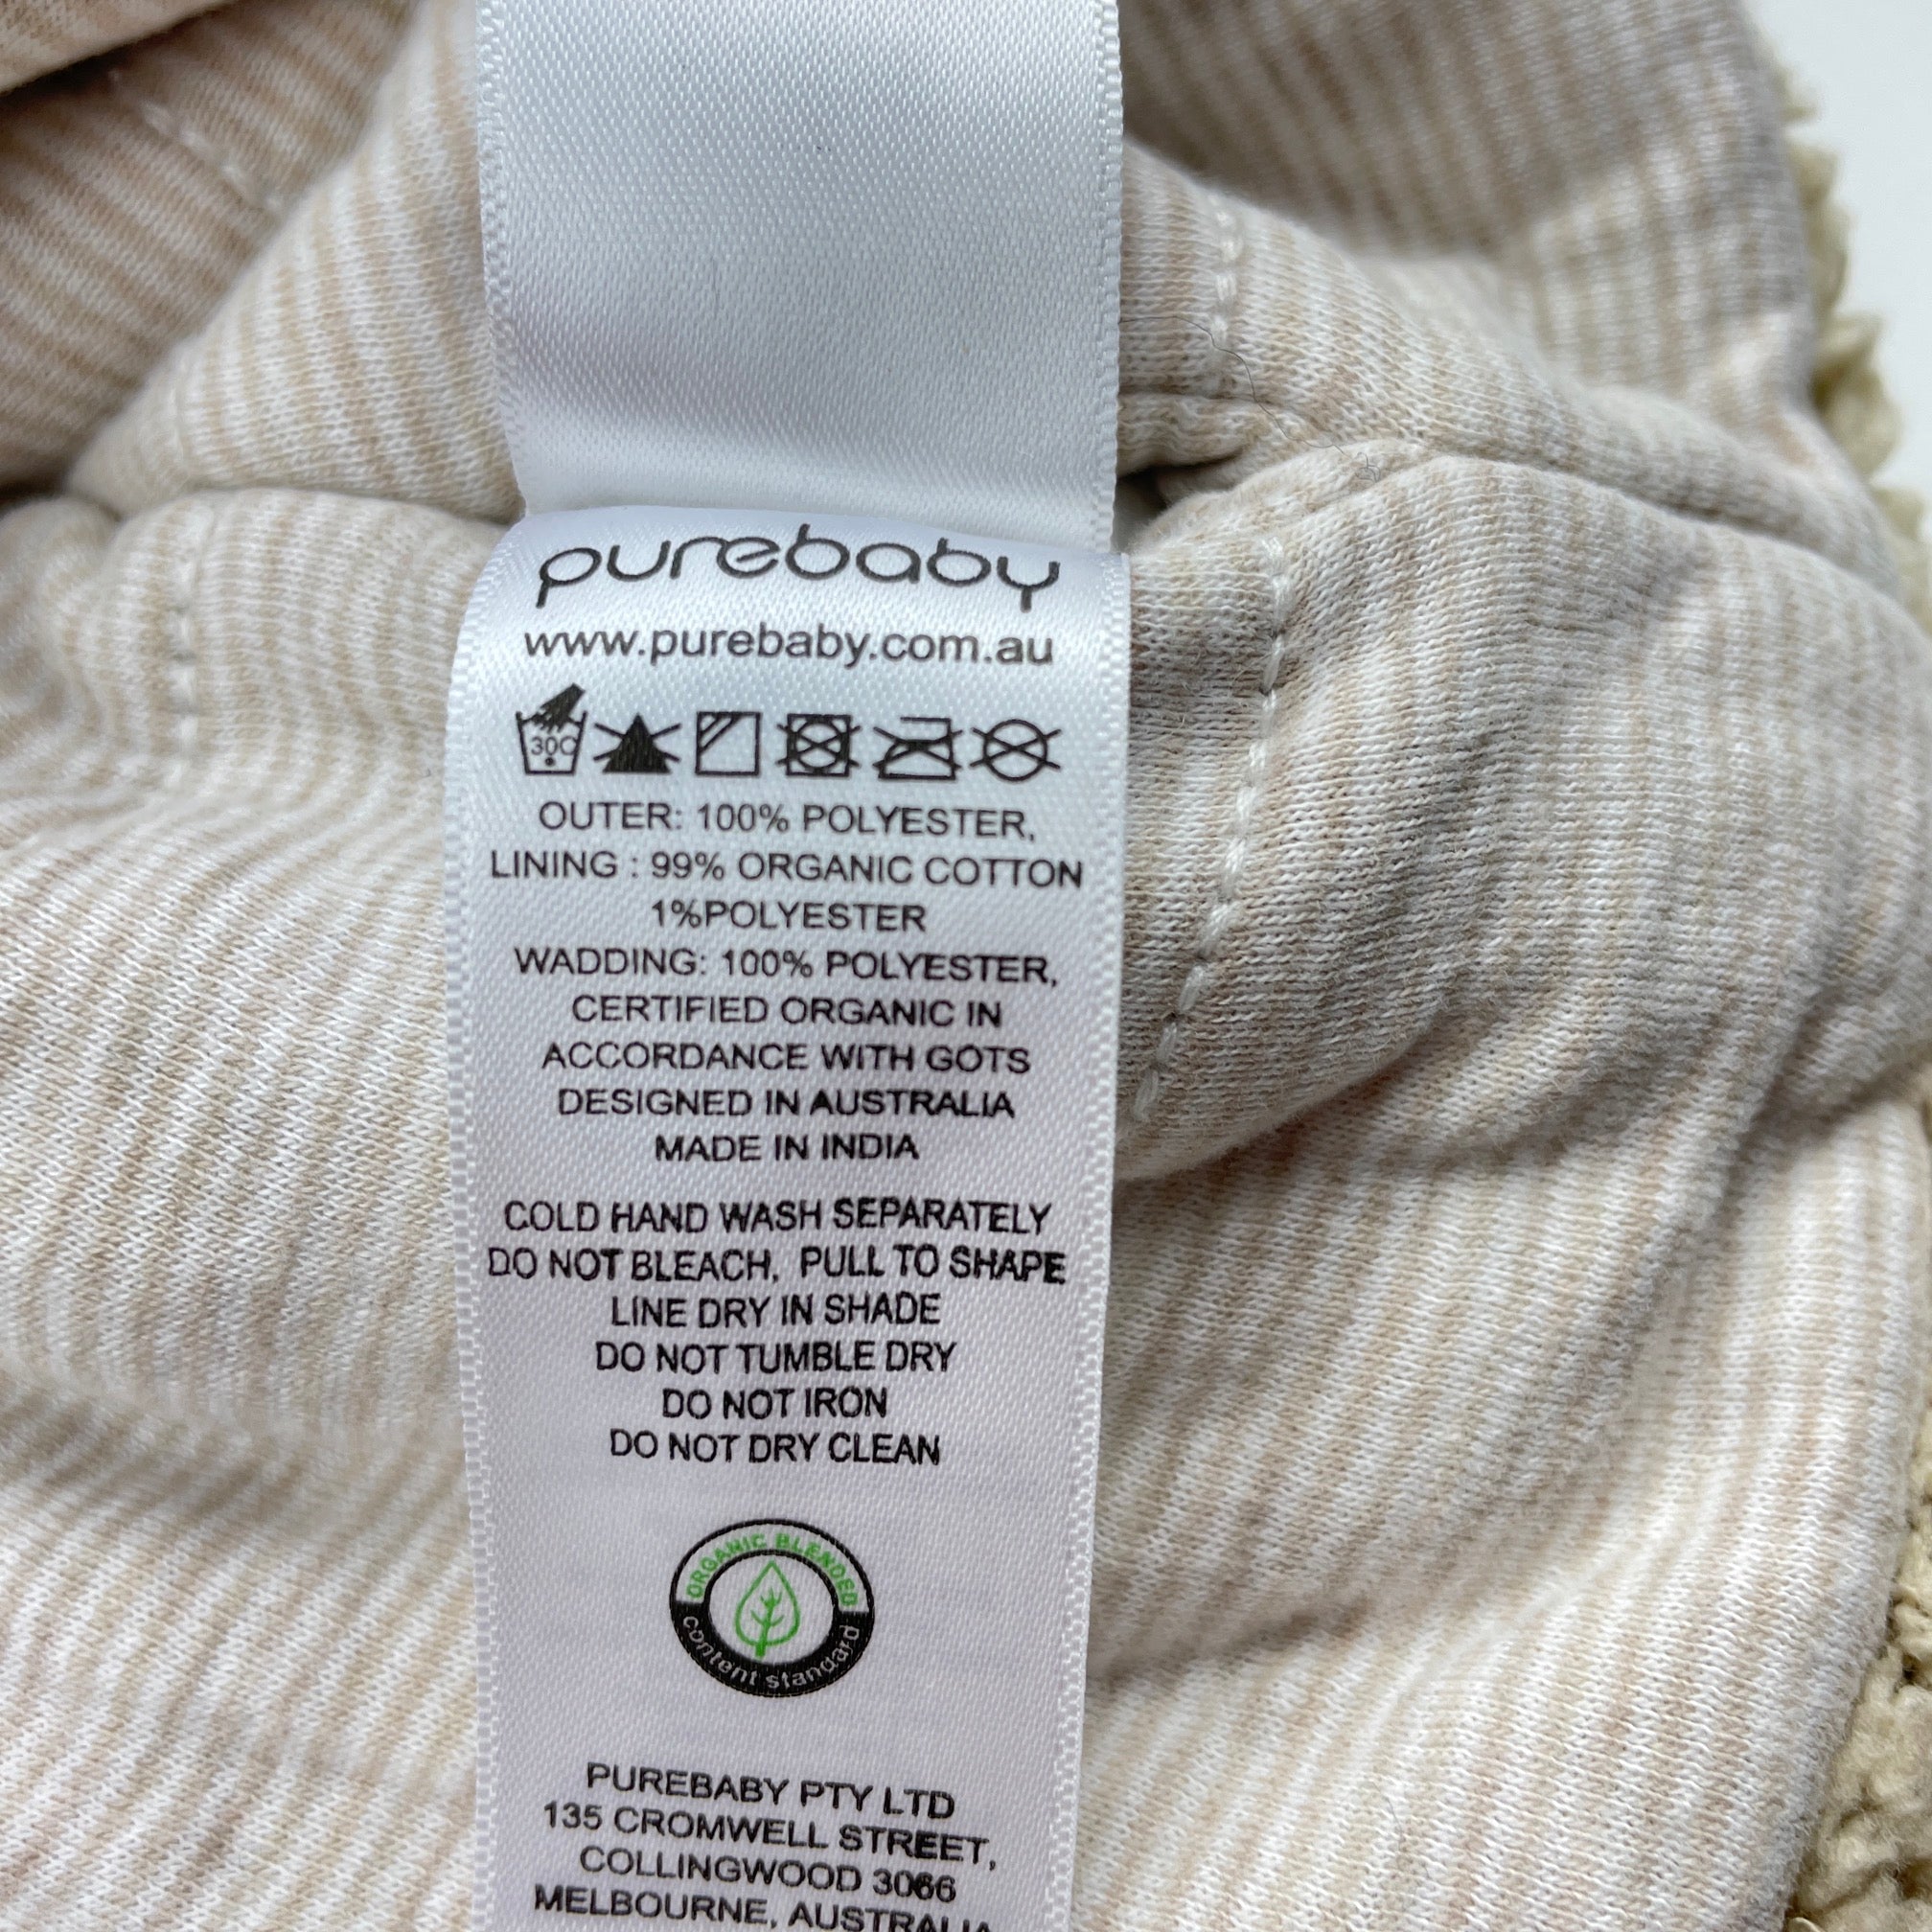 purebaby
www.purebaby.com.au
30C
OUTER: 100% POLYESTER,
LINING : 99% ORGANIC COTTON
1%POLYESTER
WADDING: 100% POLYESTER,
CERTIFIED ORGANIC IN
ACCORDANCE WITH GOTS
DESIGNED IN AUSTRALIA
MADE IN INDIA
COLD HAND WASH SEPARATELY
DO NOT BLEACH, PULL TO SHAPE
LINE DRY IN SHADE
DO NOT TUMBLE DRY
DO NOT IRON
DO NOT DRY CLEAN
ORGANIC BLENDED
content standard
PUREBABY PTY LTD
135 CROMWELL STREET,
COLLINGWOOD 3066
MELBOURNE, AUSTRALIA